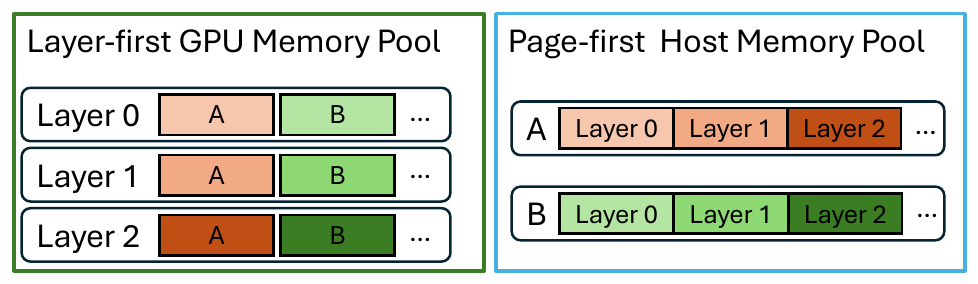 Layer-first GPU Memory Pool
Layer 0 A B ...
Layer 1 A B ...
Layer 2 A B ...
Page-first Host Memory Pool
A Layer 0 Layer 1 Layer 2 ...
B Layer 0 Layer 1 Layer 2 ...